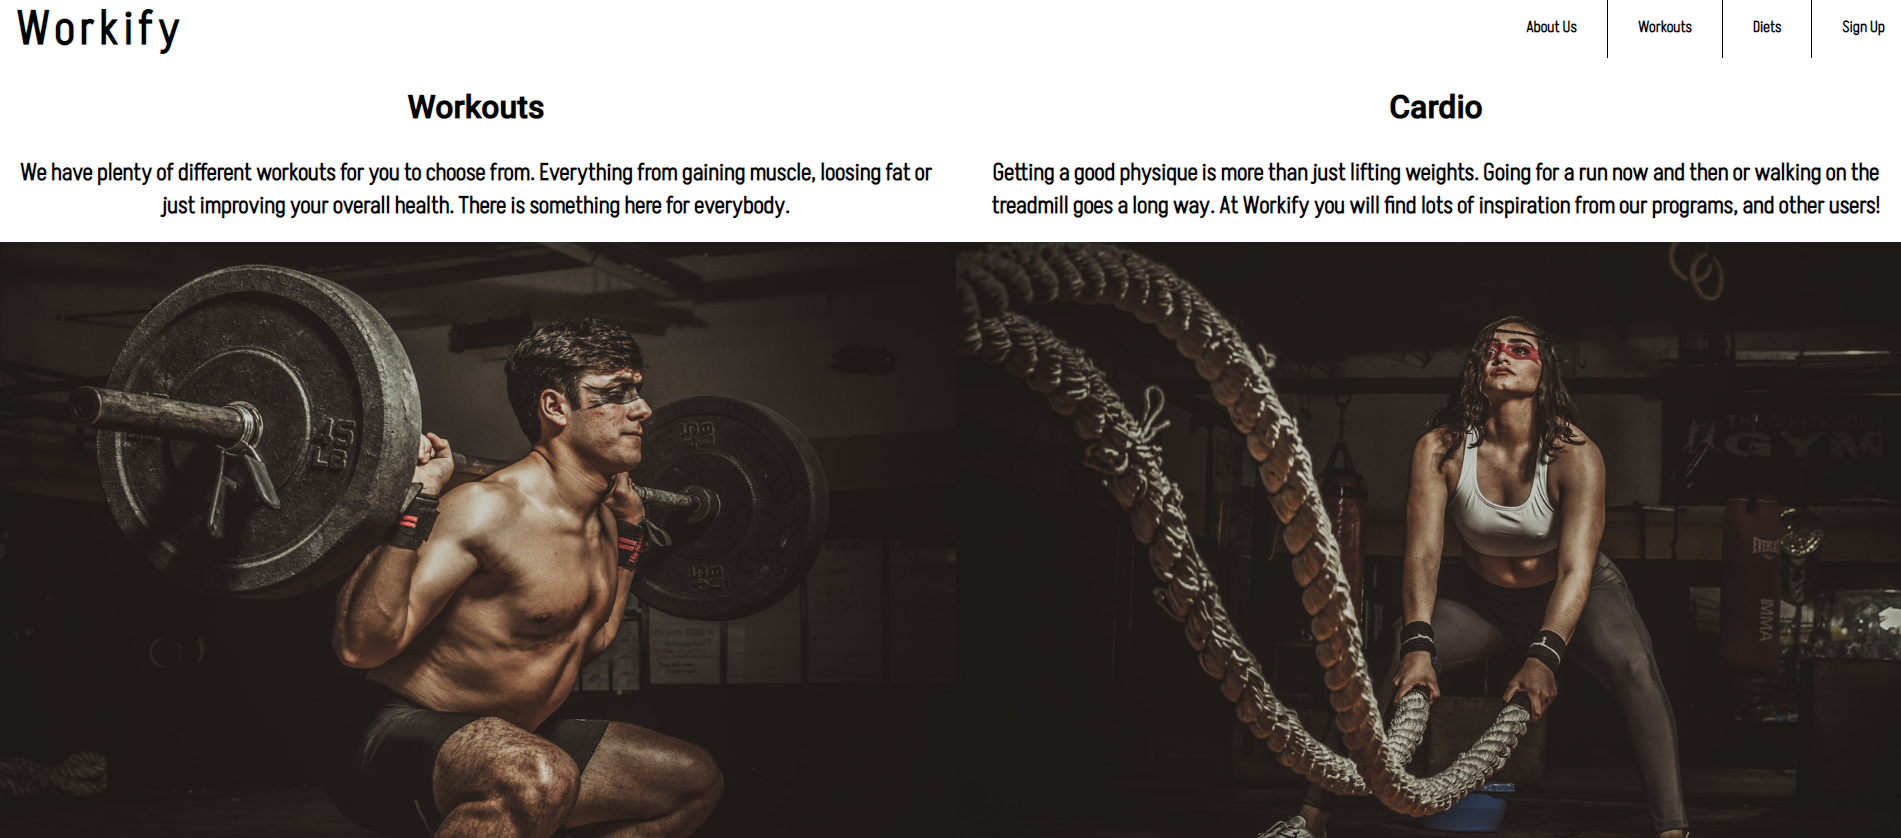 Workify
About Us
Workouts
Diets
Sign Up
Workouts
We have plenty of different workouts for you to choose from. Everything from gaining muscle, loosing fat or
just improving your overall health. There is something here for everybody.
Cardio
Getting a good physique is more than just lifting weights. Going for a run now and then or walking on the
treadmill goes a long way. At Workify you will find lots of inspiration from our programs, and other users!
45
LB
GYM
EVERLAST
MMA